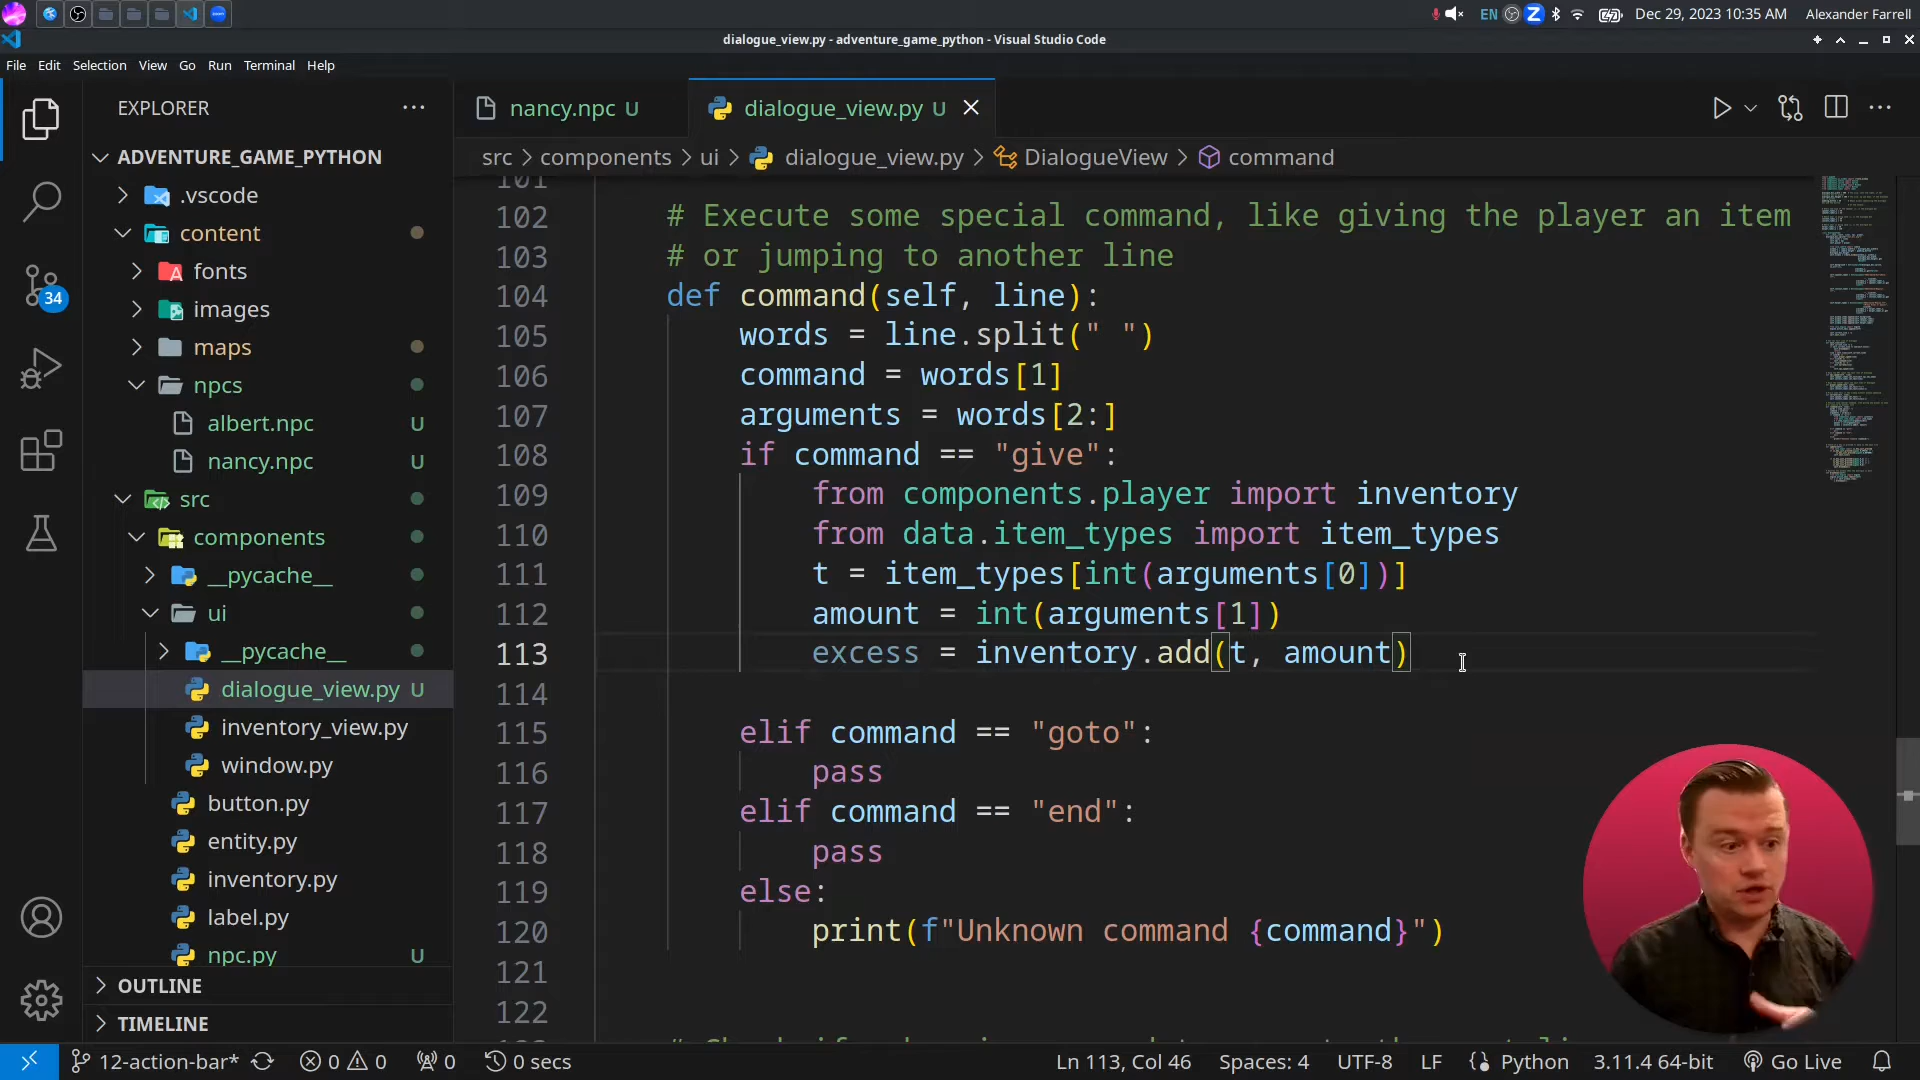 EN
Z
Dec 29, 2023 10:35 AM
Alexander Farrell
dialogue_view.py - adventure_game_python - Visual Studio Code
File Edit Selection View Go Run Terminal Help
EXPLORER
ADVENTURE_GAME_PYTHON
.vscode
content
fonts
images
maps
npcs
albert.npc U
nancy.npc U
src
components
__pycache__
ui
__pycache__
dialogue_view.py U
inventory_view.py
window.py
button.py
entity.py
inventory.py
label.py
npc.py U
OUTLINE
TIMELINE
34
nancy.npc U
dialogue_view.py U
src > components > ui > dialogue_view.py > DialogueView > command
101
102 # Execute some special command, like giving the player an item
103 # or jumping to another line
104 def command(self, line):
105 words = line.split(" ")
106 command = words[1]
107 arguments = words[2:]
108 if command == "give":
109 from components.player import inventory
110 from data.item_types import item_types
111 t = item_types[int(arguments[0])]
112 amount = int(arguments[1])
113 excess = inventory.add(t, amount)
114
115 elif command == "goto":
116 pass
117 elif command == "end":
118 pass
119 else:
120 print(f"Unknown command {command}")
121
122
12-action-bar* 0 0 0 0 secs Ln 113, Col 46 Spaces: 4 UTF-8 LF Python 3.11.4 64-bit Go Live